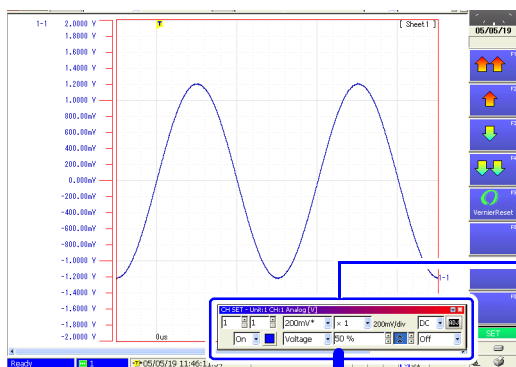 1-1 2.0000 V T [ Sheet1 ] 05/05/19
1.8000 V
1.6000 V
1.4000 V
1.2000 V
1.0000 V
800.00mV
600.00mV
400.00mV
200.00mV
0.000mV
-200.00mV
-400.00mV
-600.00mV
-800.00mV
-1.0000 V
-1.2000 V
-1.4000 V
-1.6000 V
-1.8000 V
-2.0000 V
0us
1-1
VernierReset
SET
CH SET - Unit:1 CH:1 Analog [V]
1 1 200mV* × 1 200mV/div DC
On Voltage 50 % Off
Ready 1 05/05/19 11:46:1